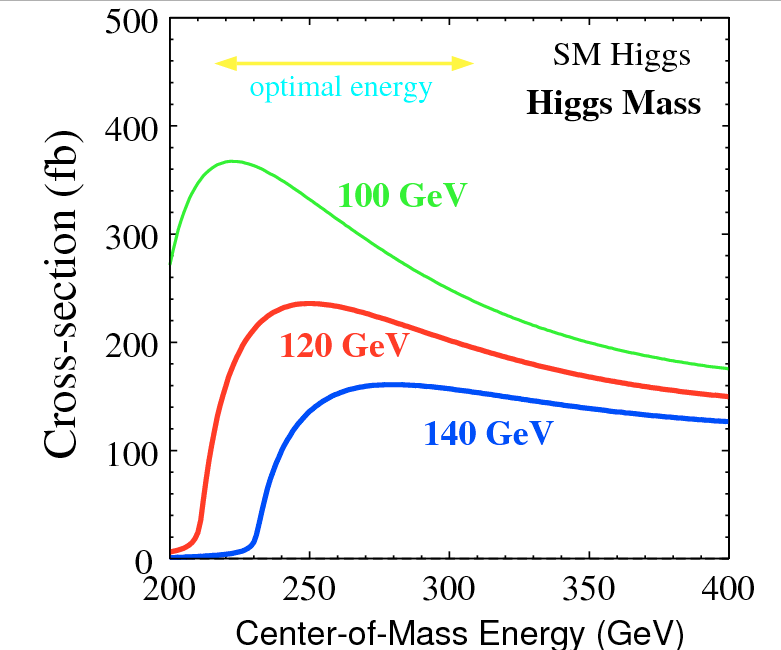 500
400
300
200
100
0
200 250 300 350 400
Cross-section (fb)
Center-of-Mass Energy (GeV)
SM Higgs
Higgs Mass
optimal energy
100 GeV
120 GeV
140 GeV